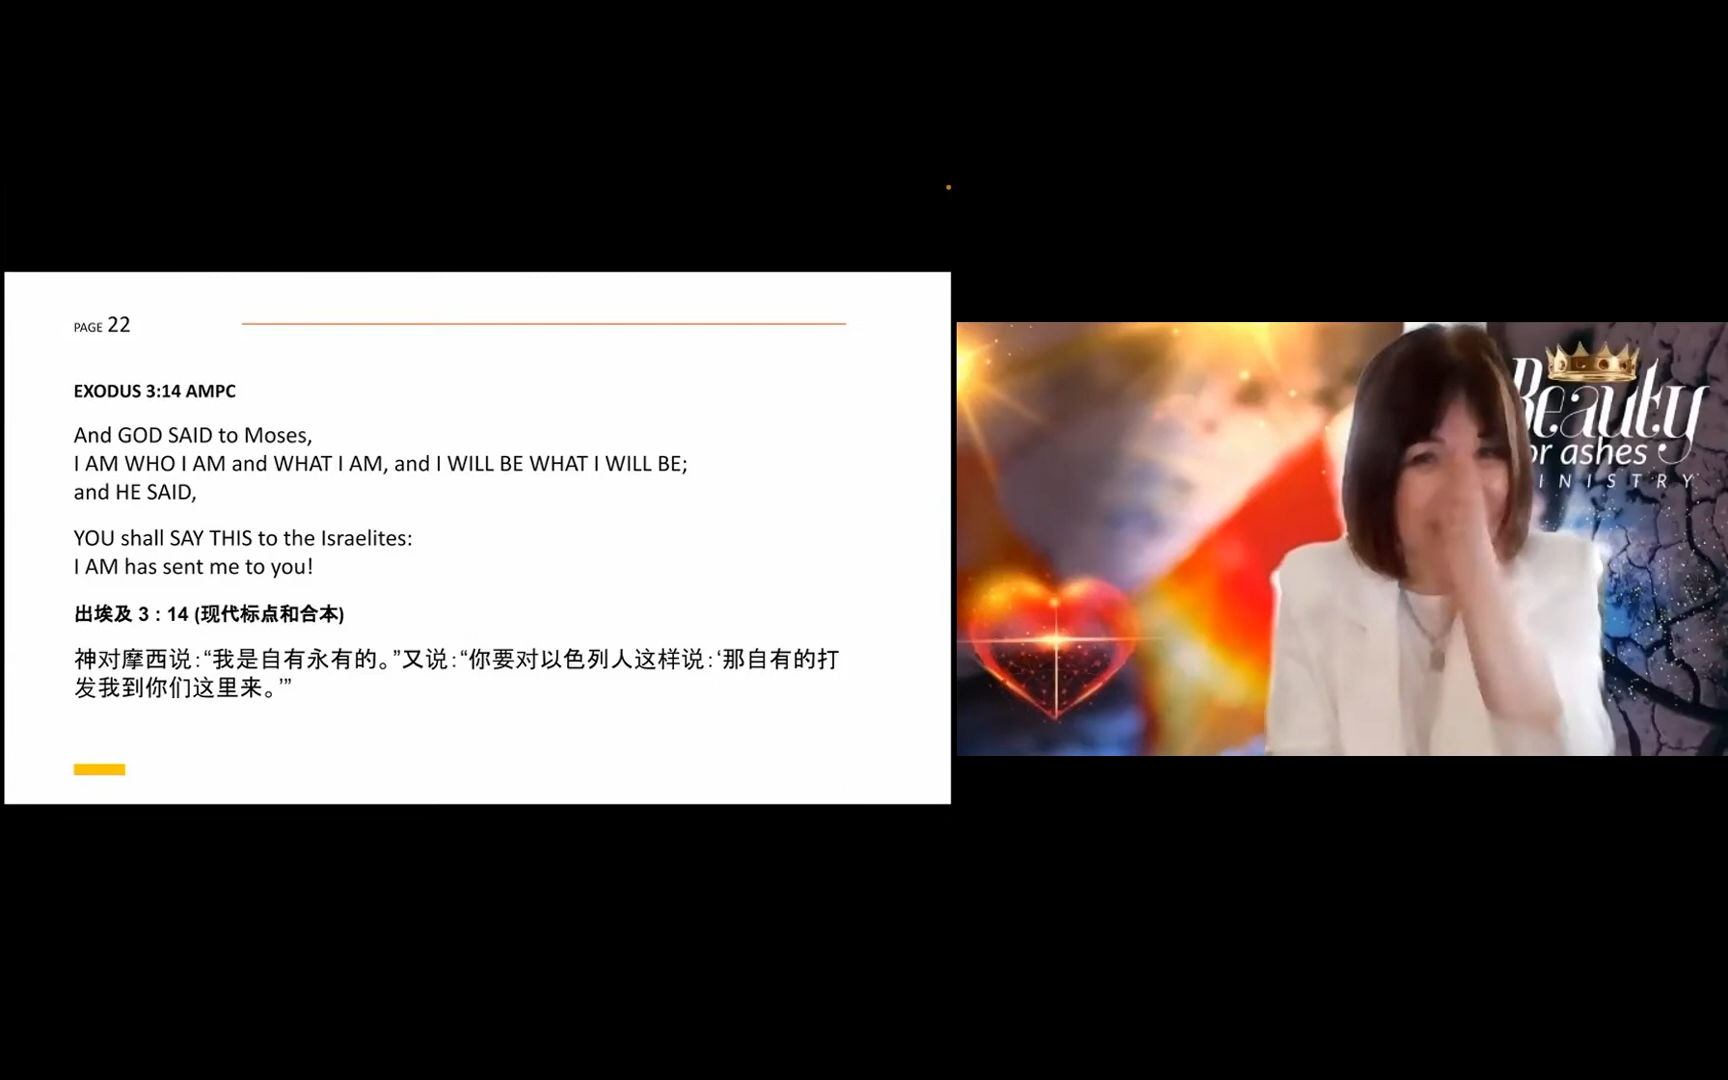 PAGE 22
EXODUS 3:14 AMPC
And GOD SAID to Moses,
I AM WHO I AM and WHAT I AM, and I WILL BE WHAT I WILL BE;
and HE SAID,
YOU shall SAY THIS to the Israelites:
I AM has sent me to you!
出埃及 3 : 14 (现代标点和合本)
神对摩西说：“我是自有永有的。”又说：“你要对以色列人这样说：‘那自有的打
发我到你们这里来。’”
Beauty
or ashes
INISTRY